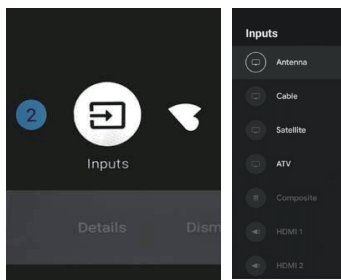 2
Inputs
Details
Dism
Inputs
Antenna
Cable
Satellite
ATV
Composite
HDMI 1
HDMI 2